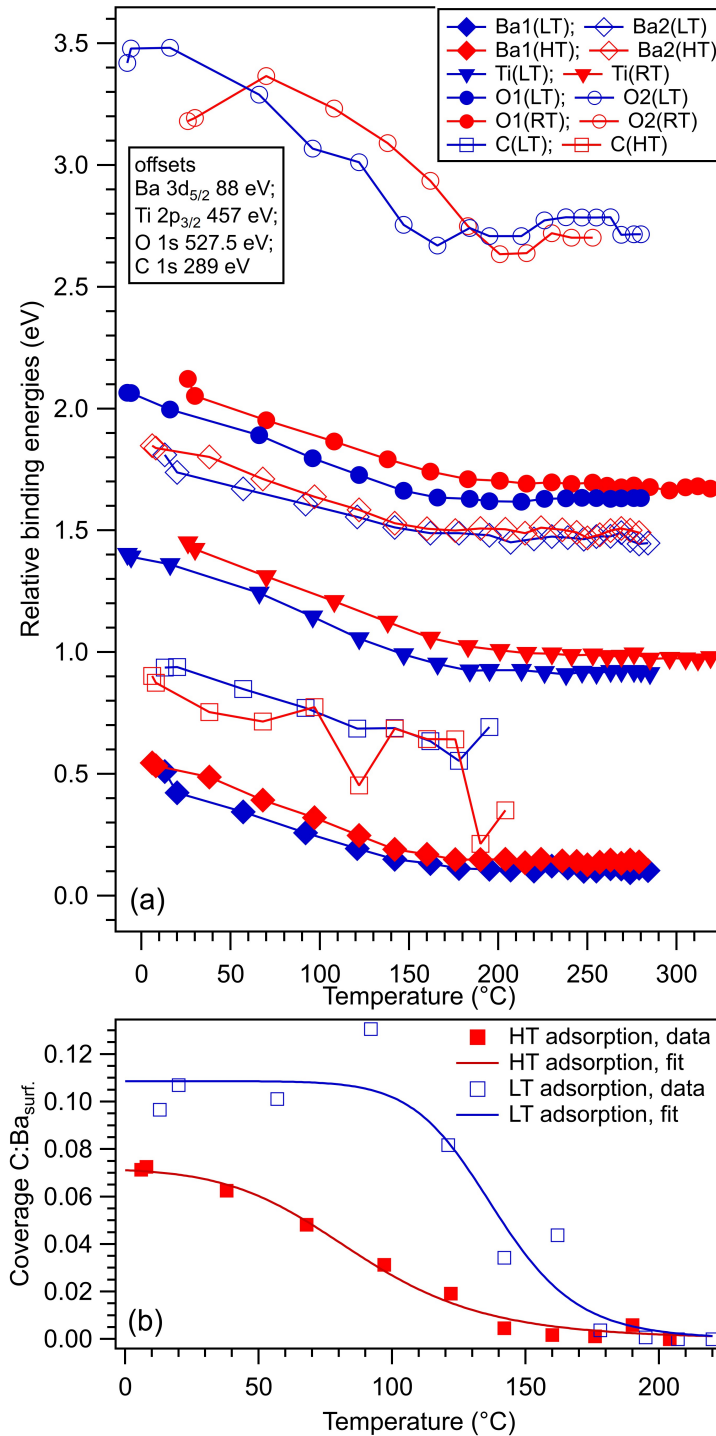 3.5
3.0
2.5
2.0
1.5
1.0
0.5
0.0
Relative binding energies (eV)
Ba1(LT); Ba2(LT)
Ba1(HT); Ba2(HT)
Ti(LT); Ti(RT)
O1(LT); O2(LT)
O1(RT); O2(RT)
C(LT); C(HT)
offsets
Ba 3d5/2 88 eV;
Ti 2p3/2 457 eV;
O 1s 527.5 eV;
C 1s 289 eV
(a)
0 50 100 150 200 250 300
Temperature (°C)
0.12
0.10
0.08
0.06
0.04
0.02
0.00
Coverage C:Basurf.
HT adsorption, data
HT adsorption, fit
LT adsorption, data
LT adsorption, fit
(b)
0 50 100 150 200
Temperature (°C)